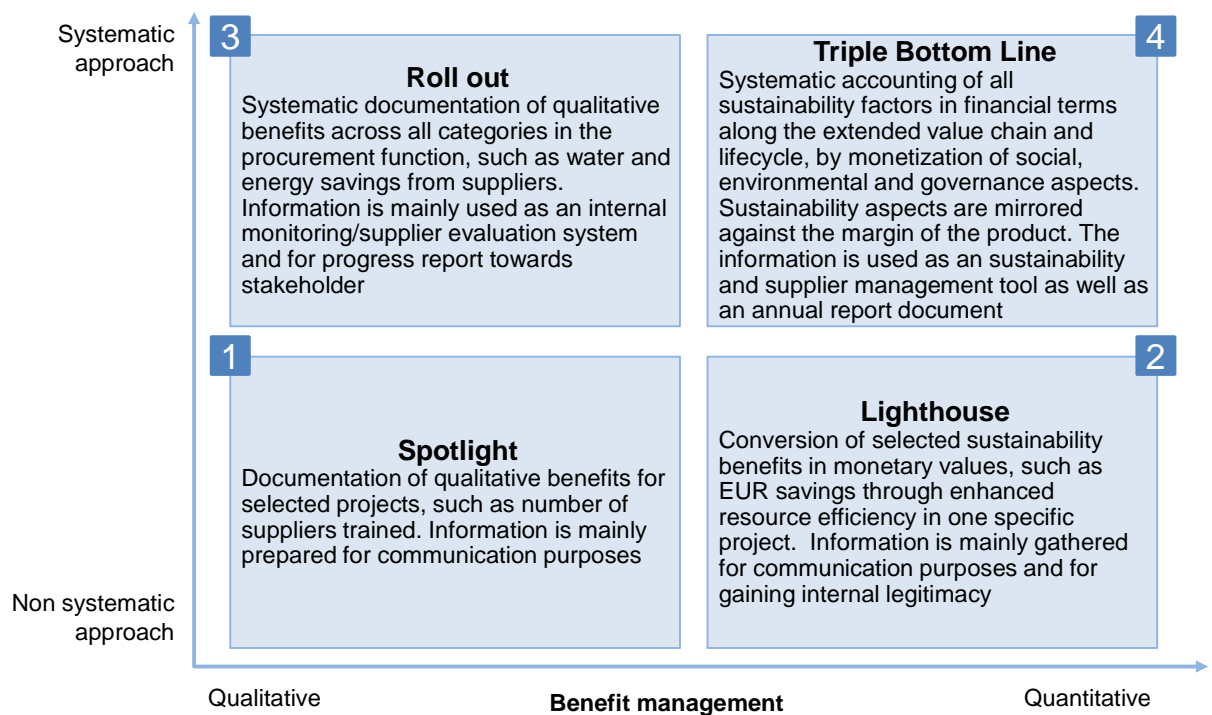 Systematic
approach
3
Roll out
Systematic documentation of qualitative
benefits across all categories in the
procurement function, such as water and
energy savings from suppliers.
Information is mainly used as an internal
monitoring/supplier evaluation system
and for progress report towards
stakeholder
4
Triple Bottom Line
Systematic accounting of all
sustainability factors in financial terms
along the extended value chain and
lifecycle, by monetization of social,
environmental and governance aspects.
Sustainability aspects are mirrored
against the margin of the product. The
information is used as an sustainability
and supplier management tool as well as
an annual report document
1
Spotlight
Documentation of qualitative benefits for
selected projects, such as number of
suppliers trained. Information is mainly
prepared for communication purposes
2
Lighthouse
Conversion of selected sustainability
benefits in monetary values, such as
EUR savings through enhanced
resource efficiency in one specific
project.  Information is mainly gathered
for communication purposes and for
gaining internal legitimacy
Non systematic
approach
Qualitative
Benefit management
Quantitative